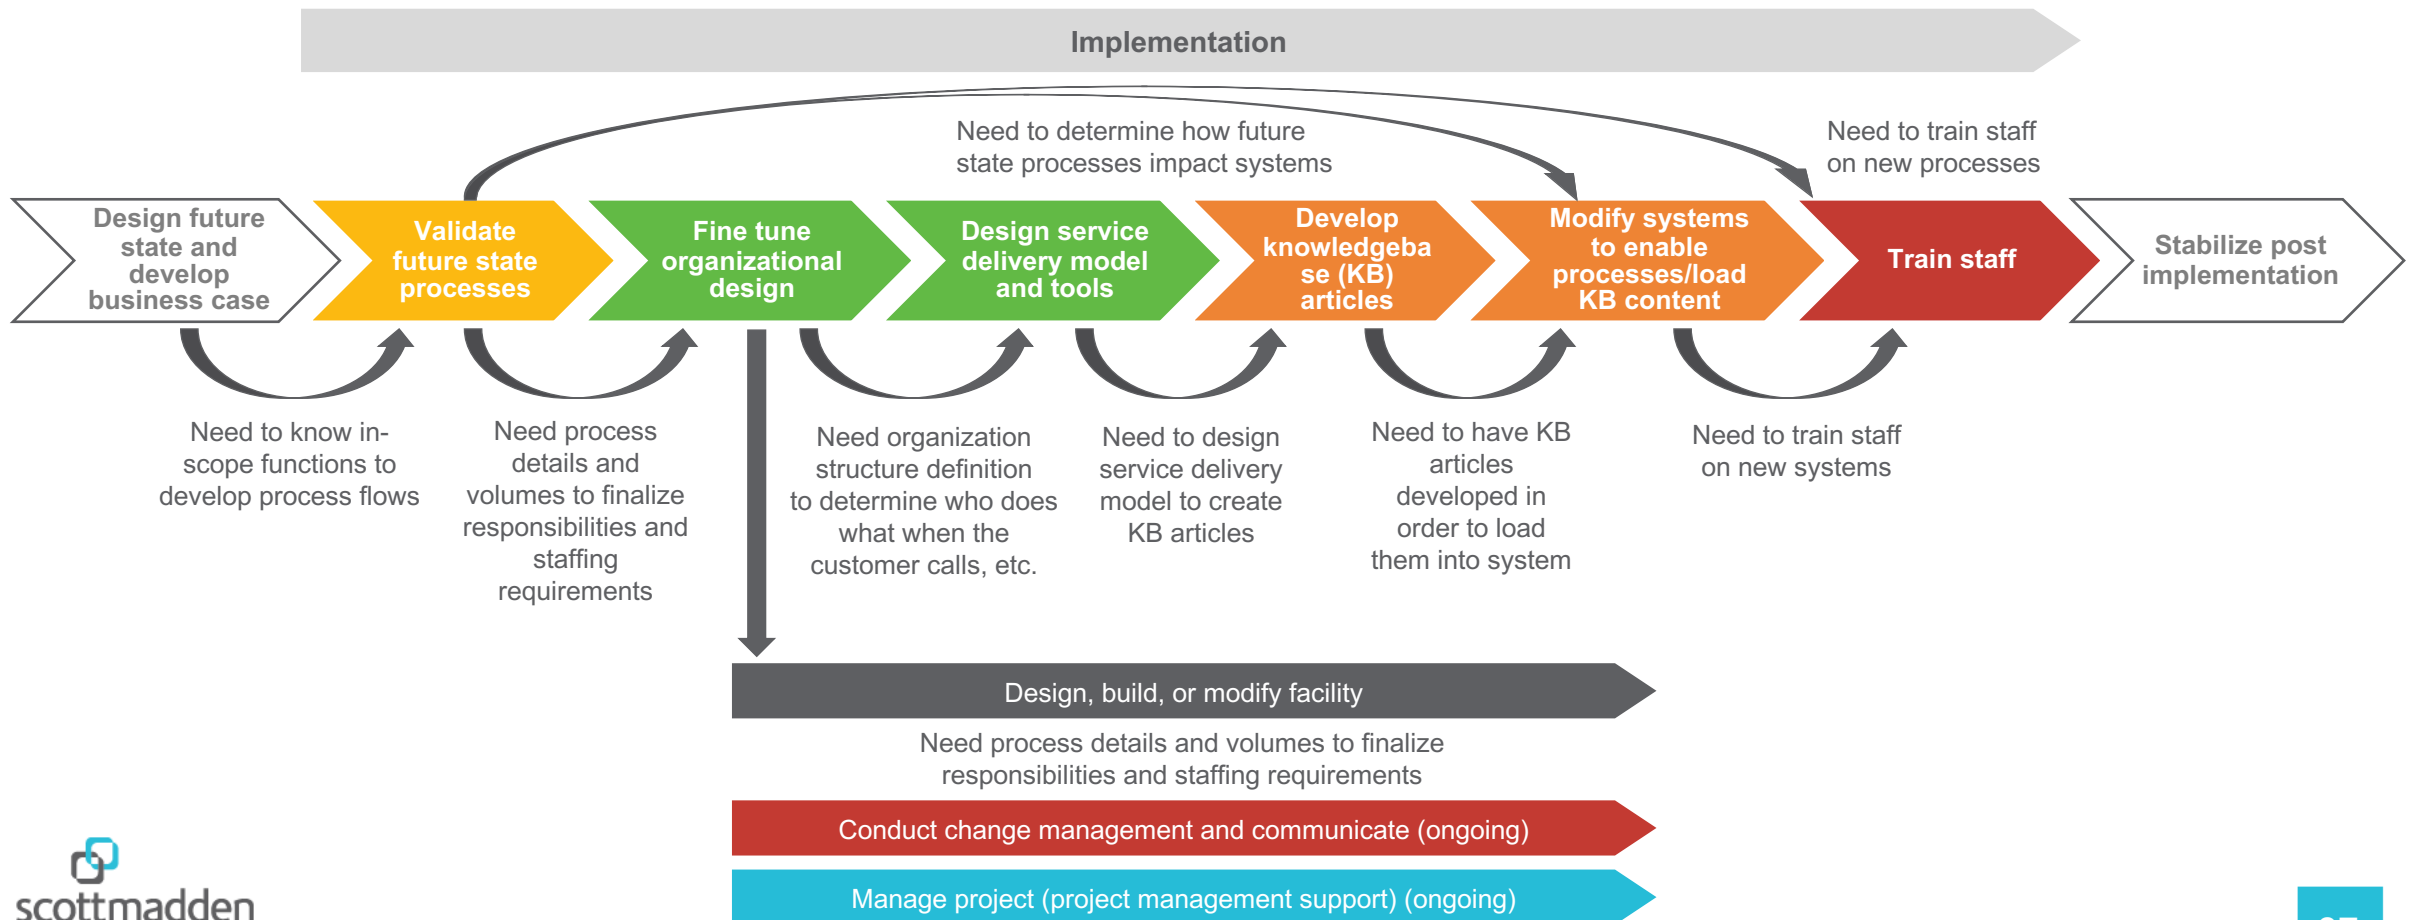 Implementation
Need to determine how future
state processes impact systems
Need to train staff
on new processes
Design future
state and
develop
business case
Validate
future state
processes
Fine tune
organizational
design
Design service
delivery model
and tools
Develop
knowledgeba
se (KB)
articles
Modify systems
to enable
processes/load
KB content
Train staff
Stabilize post
implementation
Need to know in-
scope functions to
develop process flows
Need process
details and
volumes to finalize
responsibilities and
staffing
requirements
Need organization
structure definition
to determine who does
what when the
customer calls, etc.
Need to design
service delivery
model to create
KB articles
Need to have KB
articles
developed in
order to load
them into system
Need to train staff
on new systems
Design, build, or modify facility
Need process details and volumes to finalize
responsibilities and staffing requirements
Conduct change management and communicate (ongoing)
Manage project (project management support) (ongoing)
scottmadden